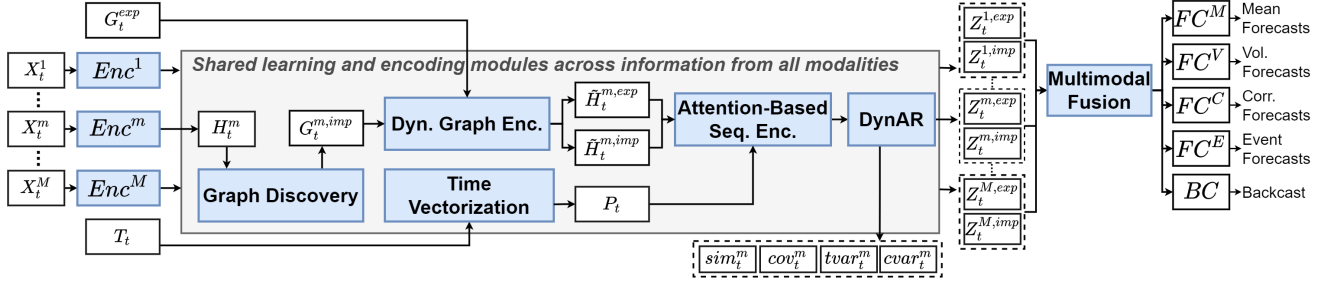 G_t^{exp}
X_t^1
Enc^1
Shared learning and encoding modules across information from all modalities
X_t^m
Enc^m
H_t^m
G_t^{m,imp}
Dyn. Graph Enc.
H̃_t^{m,exp}
H̃_t^{m,imp}
Attention-Based
Seq. Enc.
DynAR
X_t^M
Enc^M
Graph Discovery
Time
Vectorization
P_t
T_t
sim_t^m
cov_t^m
tvar_t^m
cvar_t^m
Z_t^{1,exp}
Z_t^{1,imp}
Z_t^{m,exp}
Z_t^{m,imp}
Z_t^{M,exp}
Z_t^{M,imp}
Multimodal
Fusion
FC^M
Mean
Forecasts
FC^V
Vol.
Forecasts
FC^C
Corr.
Forecasts
FC^E
Event
Forecasts
BC
Backcast